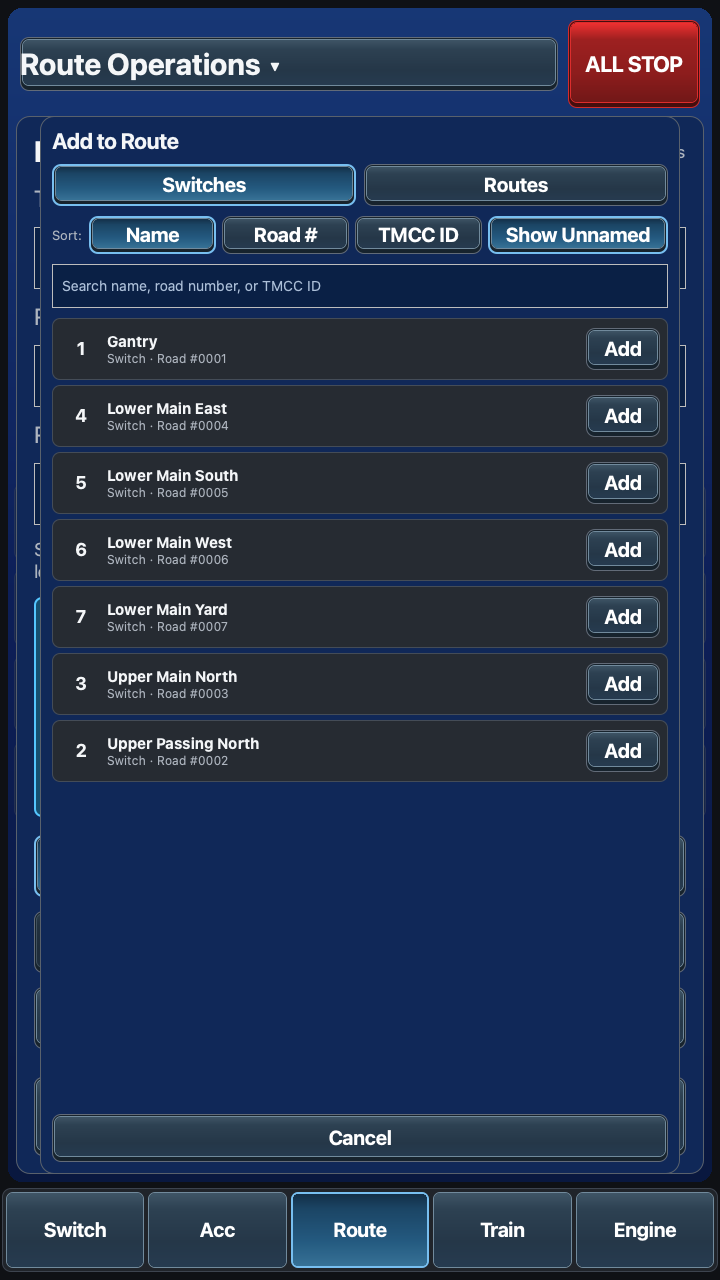 Route Operations ▼
ALL STOP
Add to Route
Switches
Routes
Sort:
Name
Road #
TMCC ID
Show Unnamed
Search name, road number, or TMCC ID
1
Gantry
Switch · Road #0001
Add
4
Lower Main East
Switch · Road #0004
Add
5
Lower Main South
Switch · Road #0005
Add
6
Lower Main West
Switch · Road #0006
Add
7
Lower Main Yard
Switch · Road #0007
Add
3
Upper Main North
Switch · Road #0003
Add
2
Upper Passing North
Switch · Road #0002
Add
Cancel
Switch
Acc
Route
Train
Engine